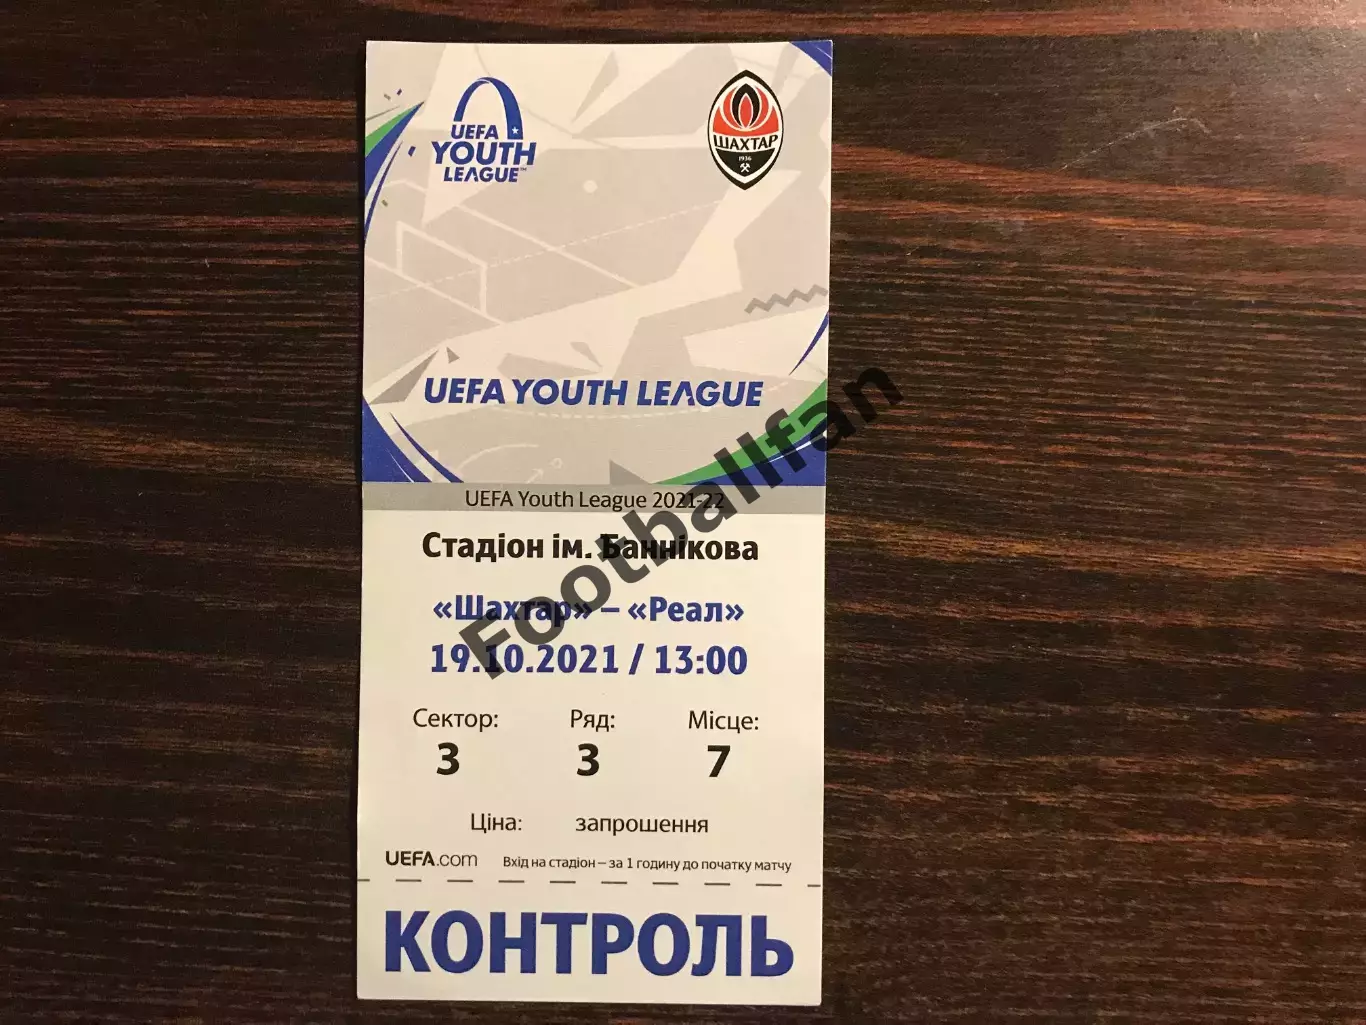 UEFA
YOUTH
LEAGUE™
ШАХТАР
1936
UEFA YOUTH LEAGUE
UEFA Youth League 2021-22
Стадіон ім. Баннікова
«Шахтар» – «Реал»
19.10.2021 / 13:00
Сектор: Ряд: Місце:
3 3 7
Ціна: запрошення
UEFA.com Вхід на стадіон – за 1 годину до початку матчу
КОНТРОЛЬ
Footballfan